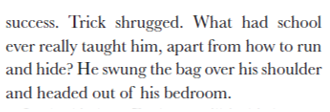 success. Trick shrugged. What had school
ever really taught him, apart from how to run
and hide? He swung the bag over his shoulder
and headed out of his bedroom.